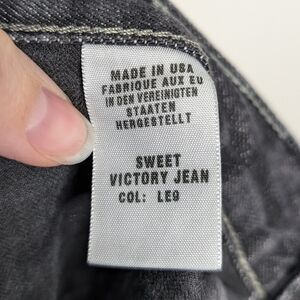 MADE IN USA
FABRIQUE AUX EU
IN DEN VEREINIGTEN
STAATEN
HERGESTELLT
SWEET
VICTORY JEAN
COL: LE9